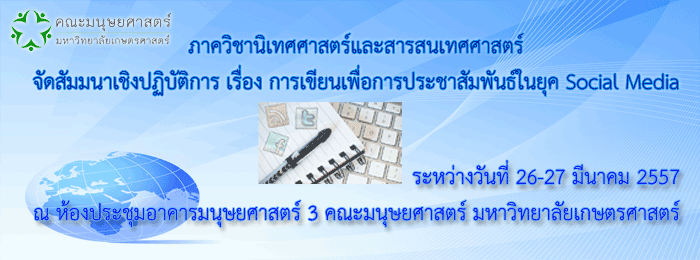 คณะมนุษยศาสตร์
มหาวิทยาลัยเกษตรศาสตร์
ภาควิชานิเทศศาสตร์และสารสนเทศศาสตร์
จัดสัมมนาเชิงปฏิบัติการ เรื่อง การเขียนเพื่อการประชาสัมพันธ์ในยุค Social Media
ระหว่างวันที่ 26-27 มีนาคม 2557
ณ ห้องประชุมอาคารมนุษยศาสตร์ 3 คณะมนุษยศาสตร์ มหาวิทยาลัยเกษตรศาสตร์